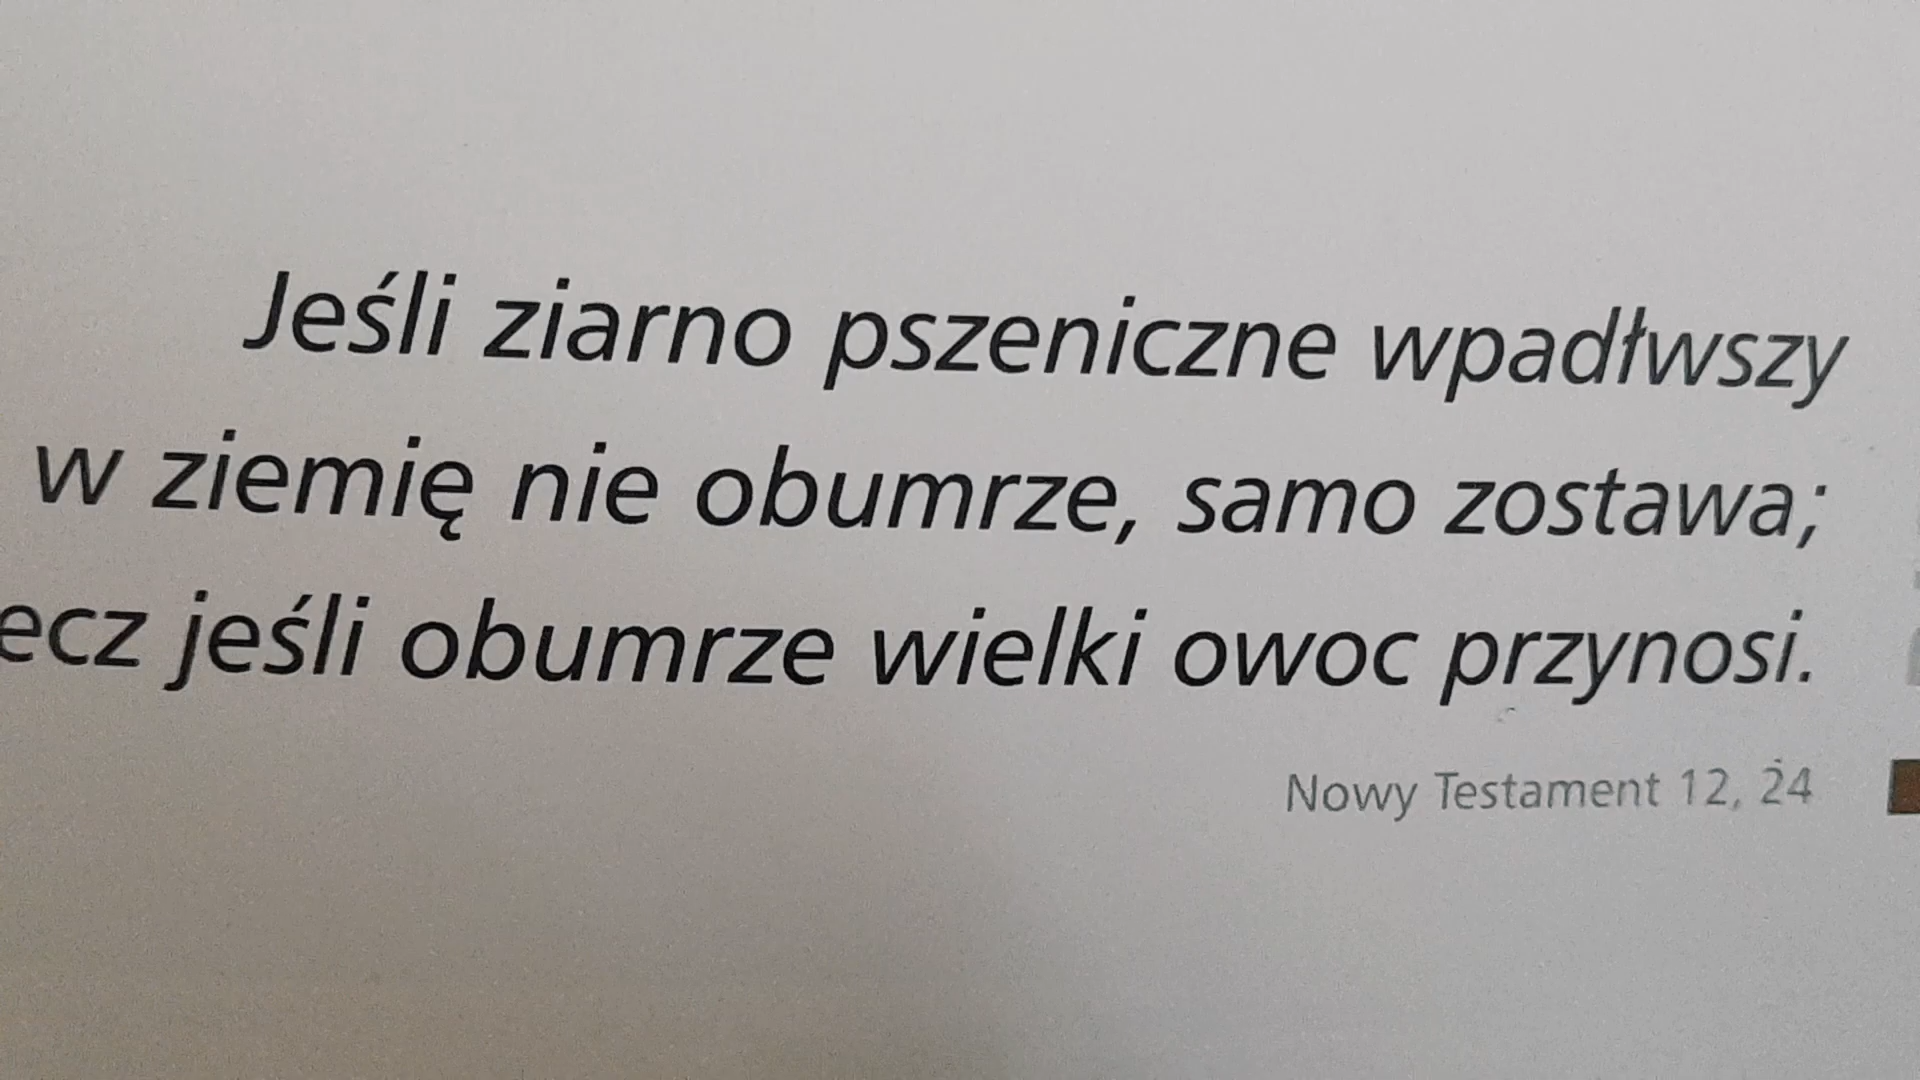 Jeśli ziarno pszeniczne wpadłwszy
w ziemię nie obumrze, samo zostawa;
ecz jeśli obumrze wielki owoc przynosi.
Nowy Testament 12, 24